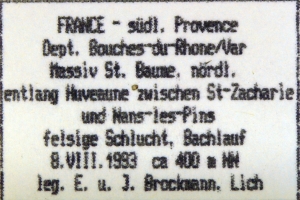 FRANCE - südl. Provence
Dept. Bouches-du-Rhone/Var
Massiv St. Baume, nördl.
entlang Huveaune zwischen St-Zacharie
und Nans-les-Pins
felsige Schlucht, Bachlauf
8.VIII.1993 ca 400 m NN
leg. E. u. J. Brockmann, Lich